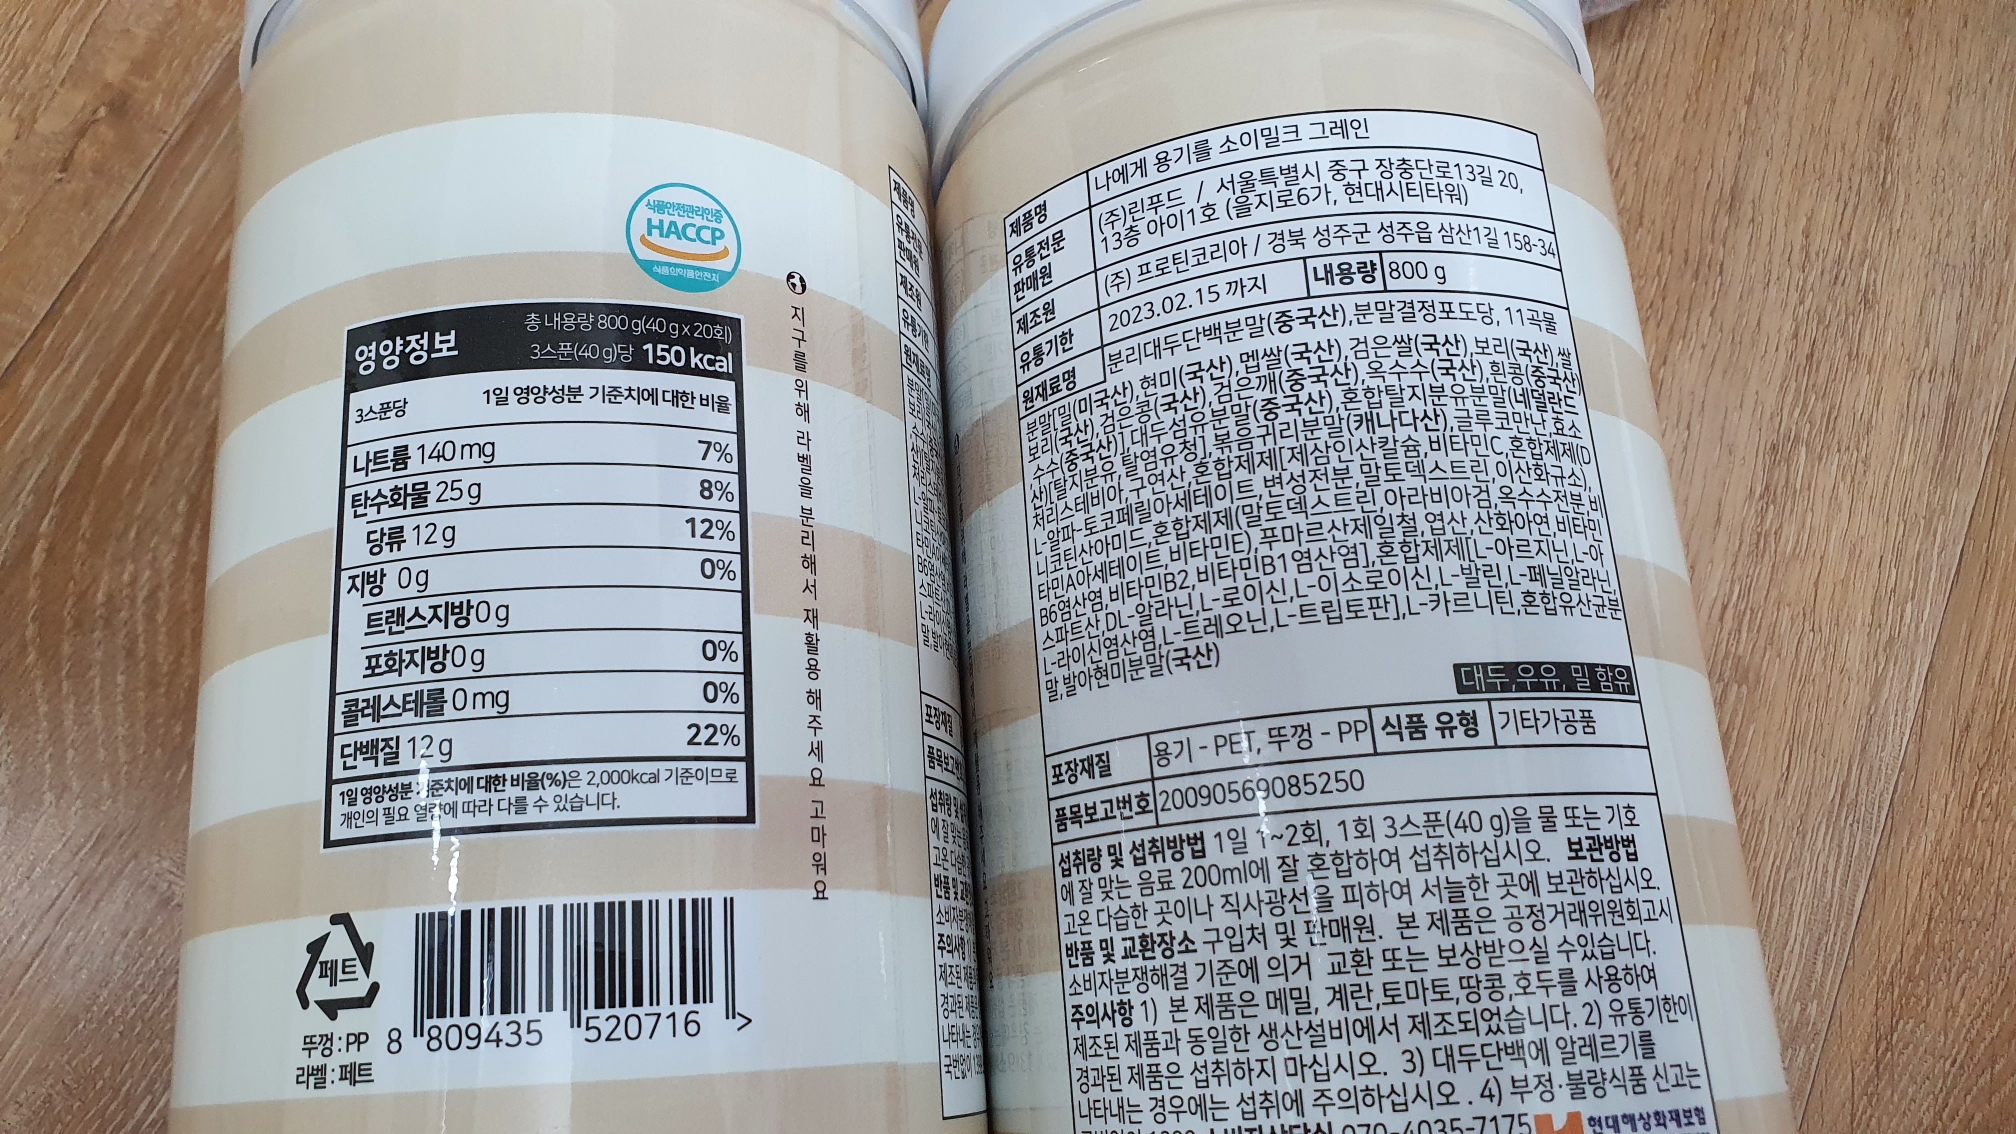 식품안전관리인증
HACCP
식품의약품안전처
영양정보
총 내용량 800 g(40 g x 20회)
3스푼(40 g)당 150 kcal
3스푼당
1일 영양성분 기준치에 대한 비율
나트륨 140 mg 7%
탄수화물 25 g 8%
당류 12 g 12%
지방 0 g 0%
트랜스지방 0 g
포화지방 0 g 0%
콜레스테롤 0 mg 0%
단백질 12 g 22%
1일 영양성분 기준치에 대한 비율(%)은 2,000kcal 기준이므로
개인의 필요 열량에 따라 다를 수 있습니다.
지구를 위해 라벨을 분리해서 재활용 해주세요 고마워요
페트
뚜껑 : PP
라벨 : 페트
8 809435 520716 >
제품명 나에게 용기를 소이밀크 그레인
유통전문판매원 (주)린푸드 / 서울특별시 중구 장충단로13길 20,
13층 아이1호 (을지로6가, 현대시티타워)
제조원 (주) 프로틴코리아 / 경북 성주군 성주읍 삼산1길 158-34
유통기한 2023.02.15 까지 내용량 800 g
원재료명 분리대두단백분말(중국산),분말결정포도당, 11곡물
분말[밀(미국산),현미(국산),멥쌀(국산),검은쌀(국산),보리(국산),쌀
보리(국산),검은콩(국산),검은깨(중국산),옥수수(국산),흰콩(중국산)
수수(중국산)],대두섬유분말(중국산),혼합탈지분유분말(네덜란드
산)[탈지분유,탈염유청],볶음귀리분말(캐나다산),글루코만난,효소
처리스테비아,구연산,혼합제제[제삼인산칼슘,비타민C,혼합제제(D
L-알파-토코페릴아세테이트,변성전분,말토덱스트린,이산화규소),
니코틴산아미드,혼합제제(말토덱스트린,아라비아검,옥수수전분,비
타민A아세테이트,비타민E),푸마르산제일철,엽산,산화아연,비타민
B6염산염,비타민B2,비타민B1염산염],혼합제제[L-아르지닌,L-아
스파트산,DL-알라닌,L-로이신,L-이소로이신,L-발린,L-페닐알라닌,
L-라이신염산염,L-트레오닌,L-트립토판],L-카르니틴,혼합유산균분
말,발아현미분말(국산)
대두,우유, 밀 함유
포장재질 용기 - PET, 뚜껑 - PP 식품 유형 기타가공품
품목보고번호 20090569085250
섭취량 및 섭취방법 1일 1~2회, 1회 3스푼(40 g)을 물 또는 기호
에 잘 맞는 음료 200ml에 잘 혼합하여 섭취하십시오. 보관방법
고온 다습한 곳이나 직사광선을 피하여 서늘한 곳에 보관하십시오.
반품 및 교환장소 구입처 및 판매원. 본 제품은 공정거래위원회고시
소비자분쟁해결 기준에 의거 교환 또는 보상받으실 수있습니다.
주의사항 1) 본 제품은 메밀, 계란,토마토,땅콩,호두를 사용하여
제조된 제품과 동일한 생산설비에서 제조되었습니다. 2) 유통기한이
경과된 제품은 섭취하지 마십시오. 3) 대두단백에 알레르기를
나타내는 경우에는 섭취에 주의하십시오. 4) 부정·불량식품 신고는
070-4035-7175
현대해상화재보험